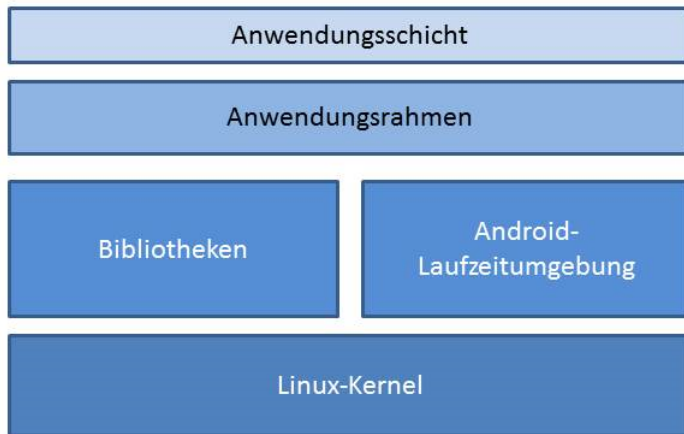 Anwendungsschicht
Anwendungsrahmen
Bibliotheken
Android-
Laufzeitumgebung
Linux-Kernel